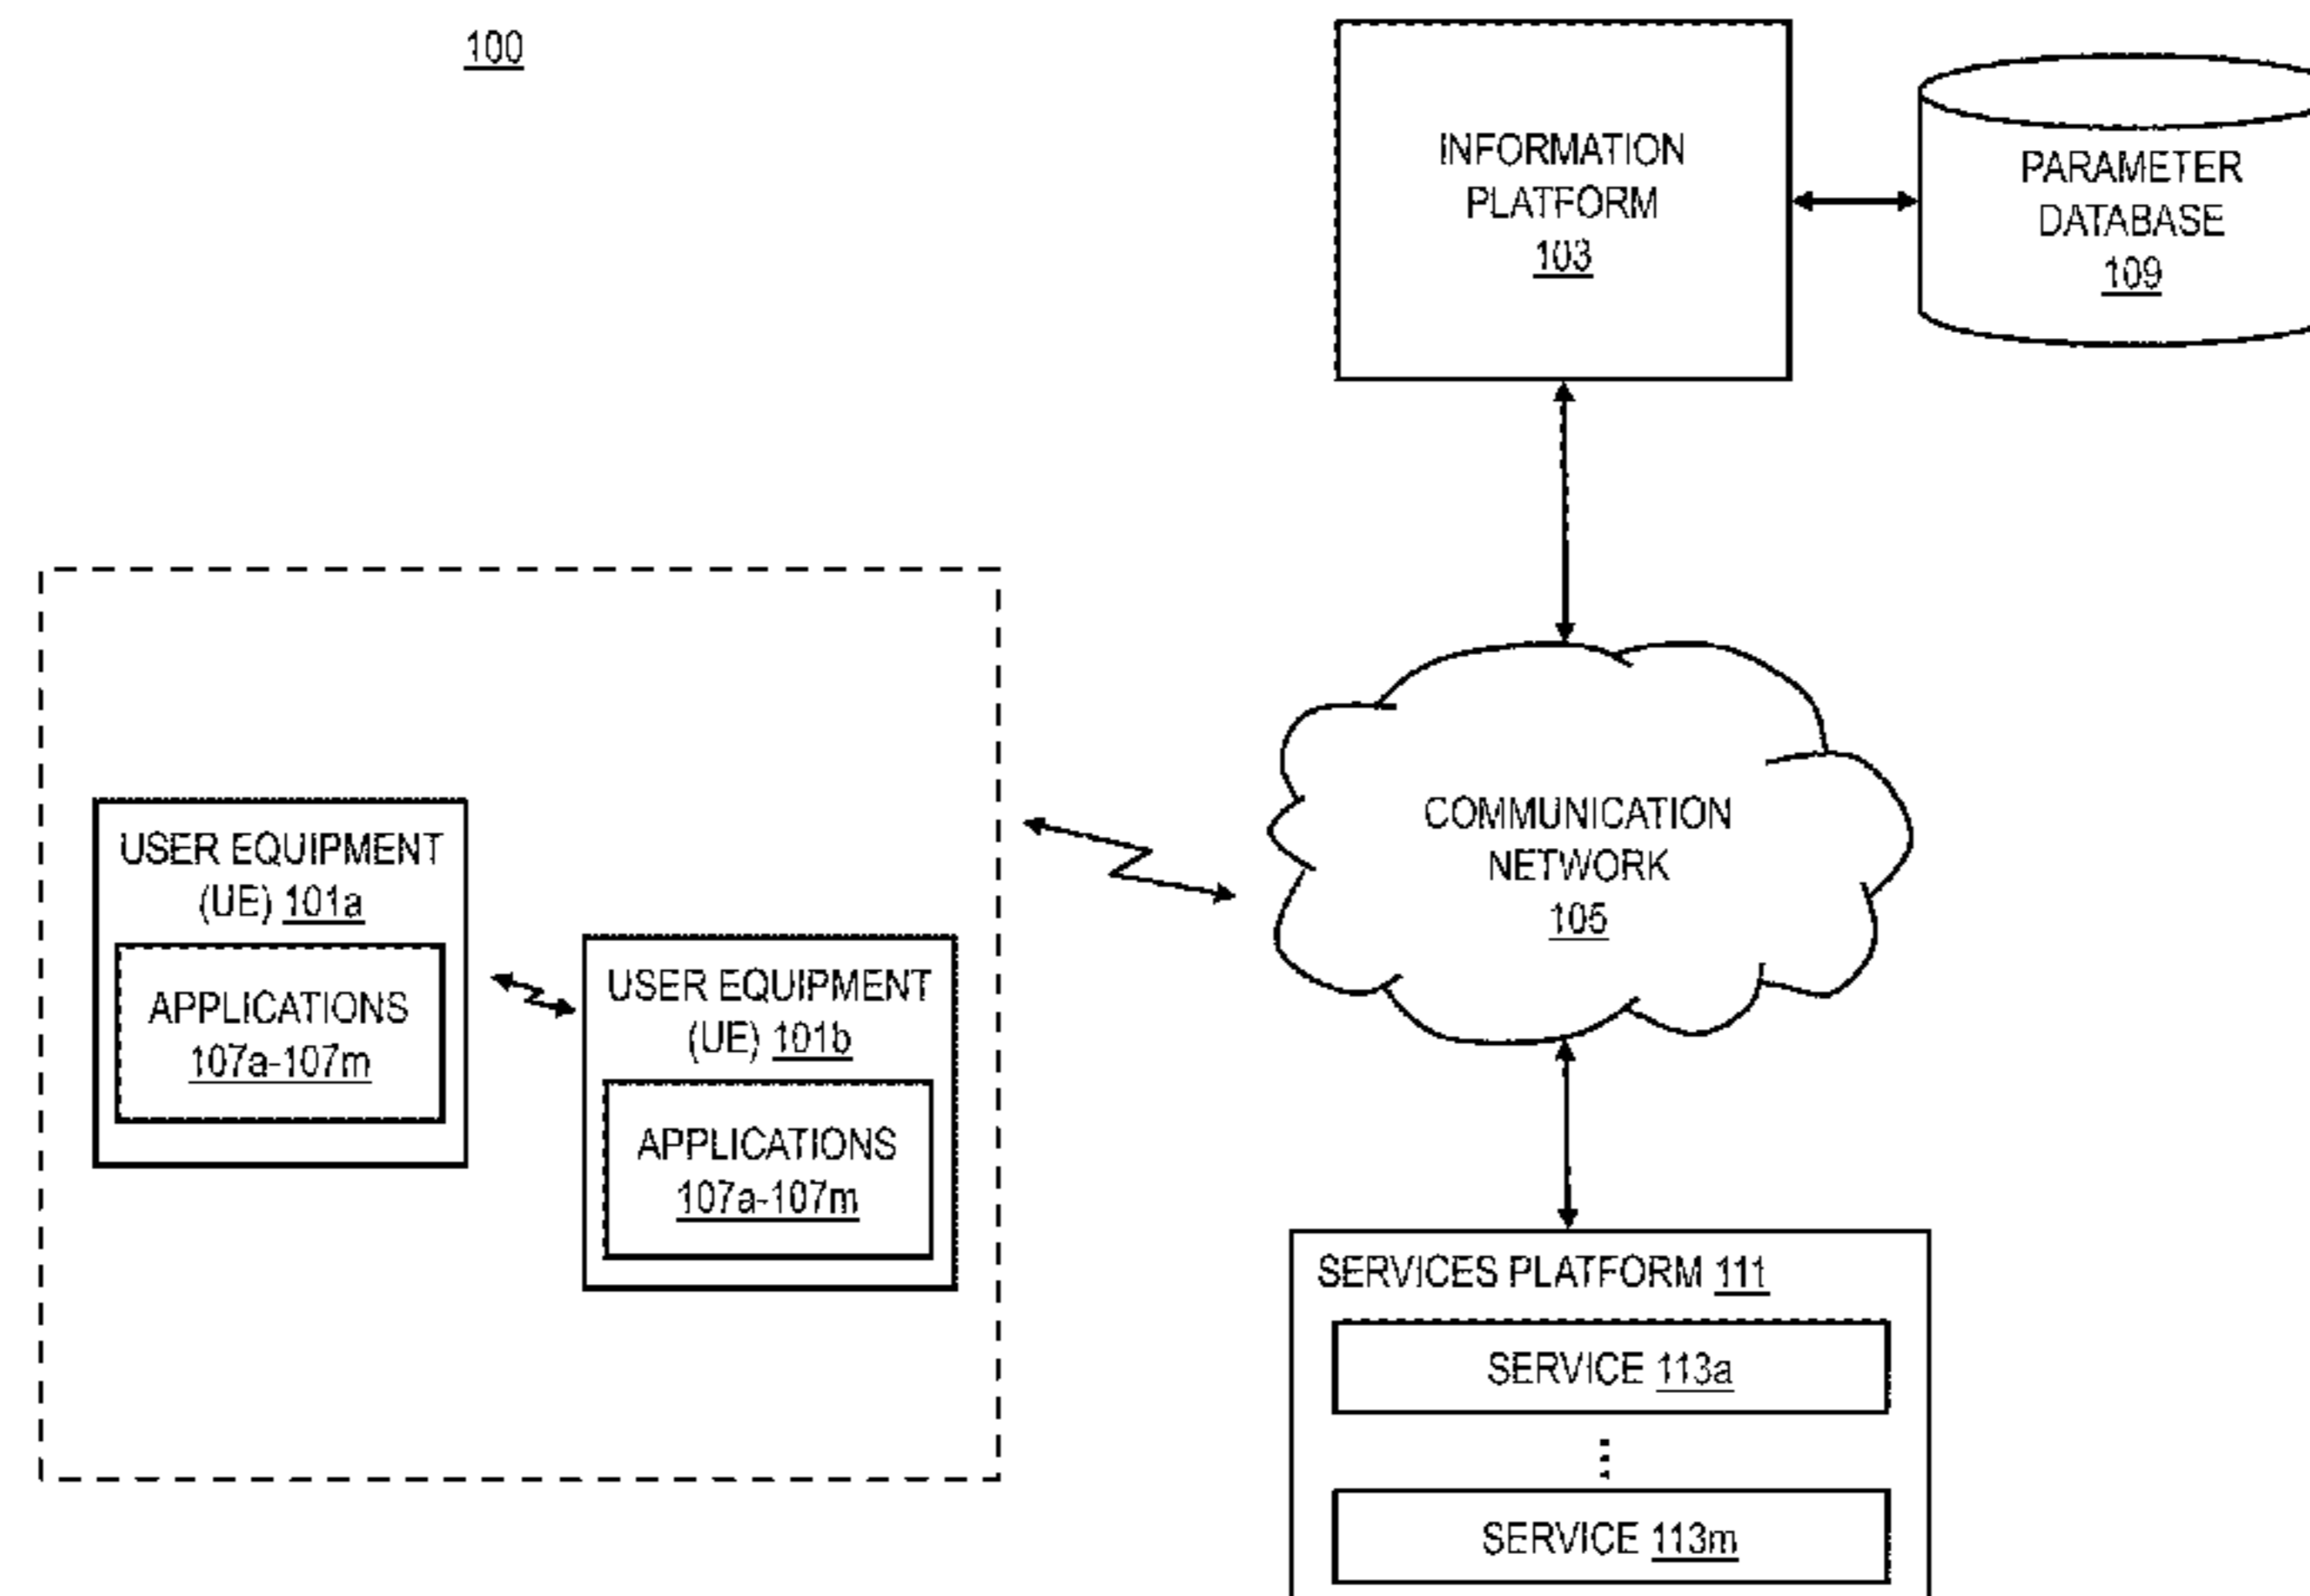 100
INFORMATION
PLATFORM
103
PARAMETER
DATABASE
109
COMMUNICATION
NETWORK
105
USER EQUIPMENT
(UE) 101a
APPLICATIONS
107a-107m
USER EQUIPMENT
(UE) 101b
APPLICATIONS
107a-107m
SERVICES PLATFORM 111
SERVICE 113a
⋮
SERVICE 113m